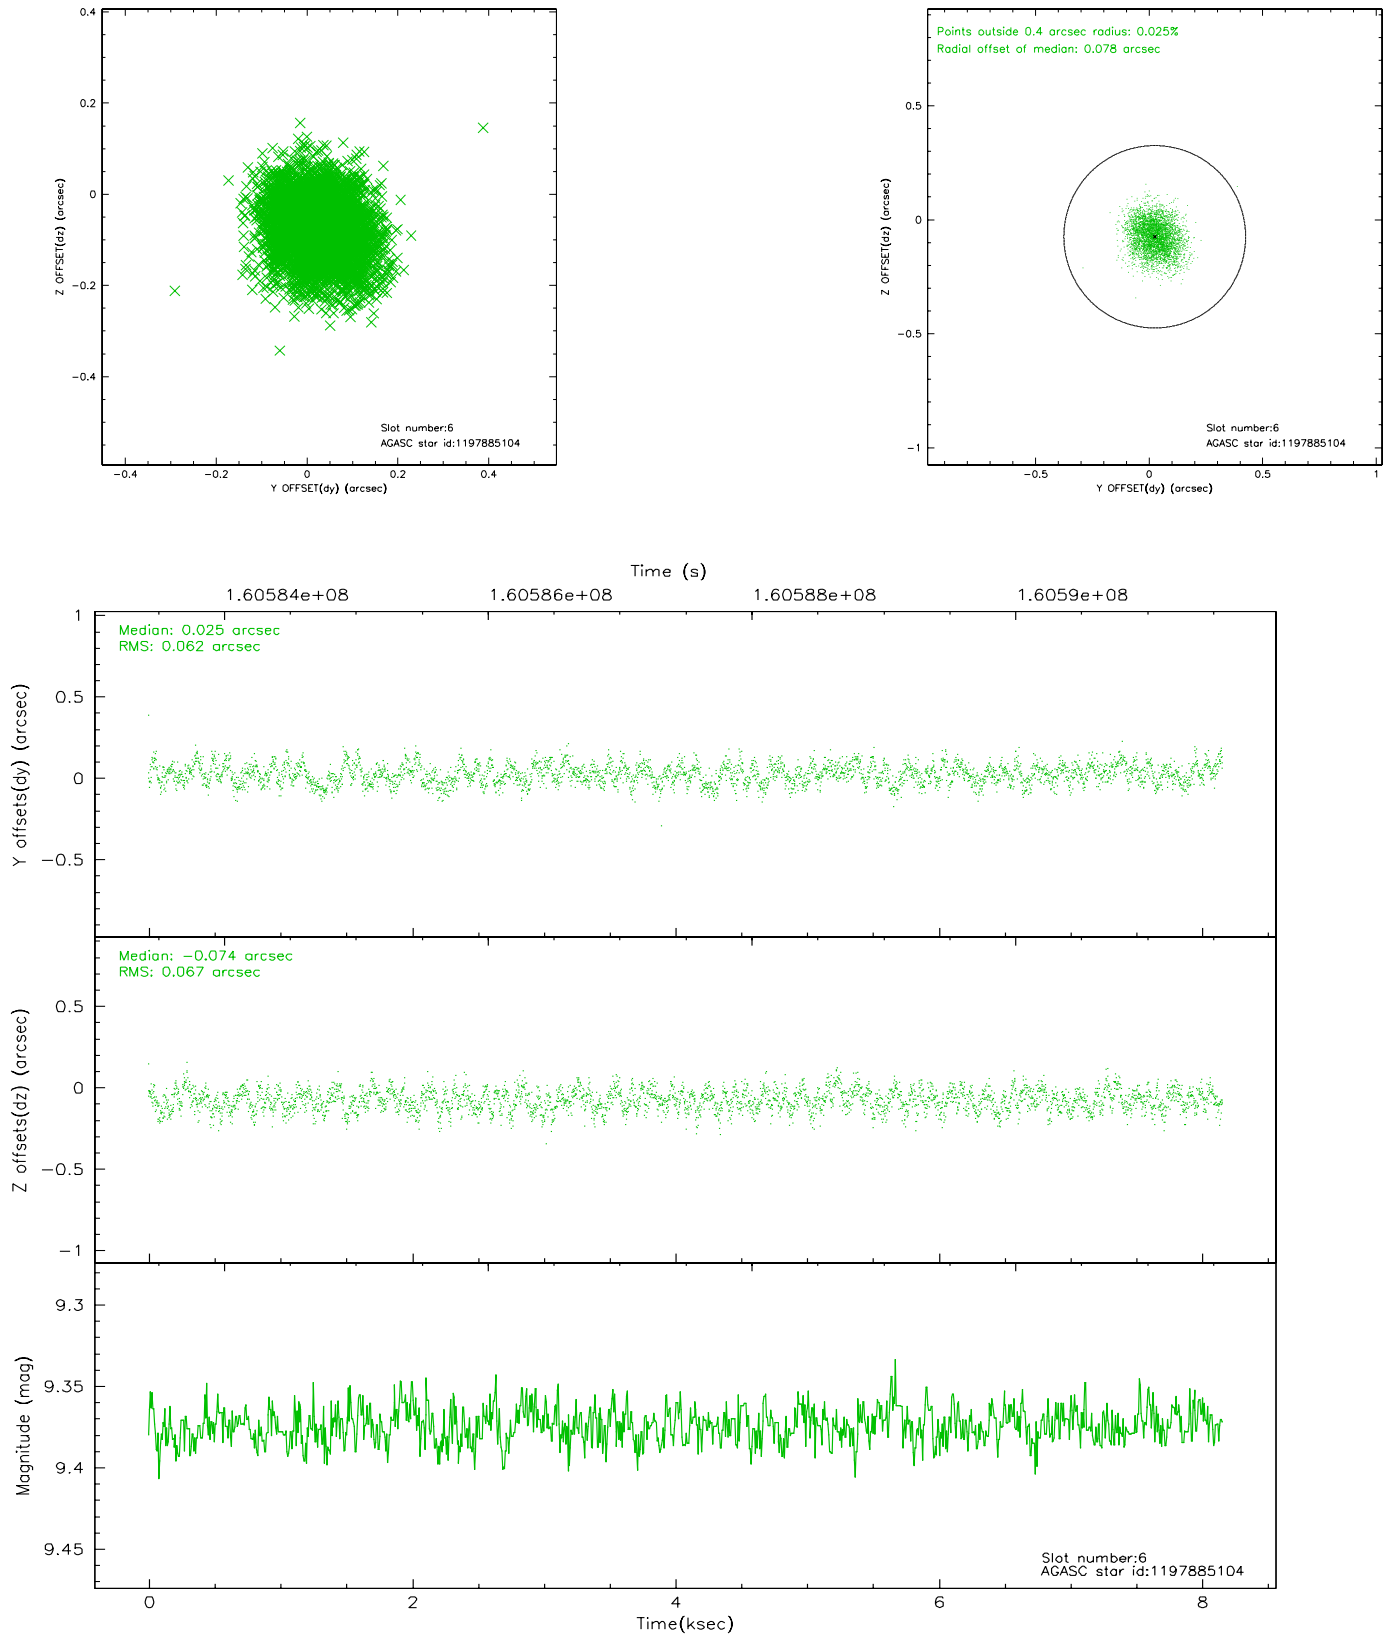 0.4
0.2
0
−0.2
−0.4
Z OFFSET(dz) (arcsec)
Slot number:6
AGASC star id:1197885104
−0.4 −0.2 0 0.2 0.4
Y OFFSET(dy) (arcsec)
Points outside 0.4 arcsec radius: 0.025%
Radial offset of median: 0.078 arcsec
0.5
0
−0.5
−1
Z OFFSET(dz) (arcsec)
Slot number:6
AGASC star id:1197885104
−0.5 0 0.5 1
Y OFFSET(dy) (arcsec)
Time (s)
1.60584e+08 1.60586e+08 1.60588e+08 1.6059e+08
Median: 0.025 arcsec
RMS: 0.062 arcsec
1
0.5
0
−0.5
Y offsets(dy) (arcsec)
Median: −0.074 arcsec
RMS: 0.067 arcsec
0.5
0
−0.5
−1
Z offsets(dz) (arcsec)
9.3
9.35
9.4
9.45
Magnitude (mag)
Slot number:6
AGASC star id:1197885104
0 2 4 6 8
Time(ksec)